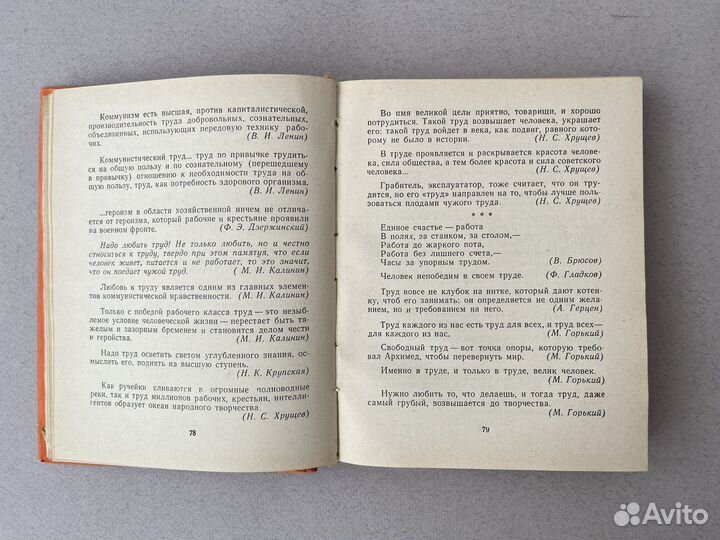 Коммунизм есть высшая, против капиталистической,
производительность труда добровольных, сознательных,
объединенных, использующих передовую технику рабо-
чих.
(В. И. Ленин)
Коммунистический труд... труд по привычке трудить-
ся на общую пользу и по сознательному (перешедшему
в привычку) отношению к необходимости труда на об-
щую пользу, труд, как потребность здорового организма.
(В. И. Ленин)
...героизм в области хозяйственной ничем не отлича-
ется от героизма, который рабочие и крестьяне проявили
на военном фронте.
(Ф. Э. Дзержинский)
Надо любить труд! Не только любить, но и честно
относиться к труду, твердо при этом памятуя, что если
человек живет, питается и не работает, то это значит,
что он поедает чужой труд.
(М. И. Калинин)
Любовь к труду является одним из главных элемен-
тов коммунистической нравственности. (М. И. Калинин)
Только с победой рабочего класса труд — это незыб-
лемое условие человеческой жизни — перестает быть тя-
желым и зазорным бременем и становится делом чести
и геройства.
(М. И. Калинин)
Надо труд осветить светом углубленного знания, ос-
мыслить его, поднять на высшую ступень.
(Н. К. Крупская)
Как ручейки сливаются в огромные полноводные
реки, так и труд миллионов рабочих, крестьян, интелли-
гентов образует океан народного творчества.
(Н. С. Хрущев)
78
Во имя великой цели приятно, товарищи, и хорошо
потрудиться. Такой труд возвышает человека, украшает
его; такой труд войдет в века, как подвиг, равного кото-
рому не было в истории.
(Н. С. Хрущев)
В труде проявляется и раскрывается красота челове-
ка, сила общества, а тем более красота и сила советского
человека...
(Н. С. Хрущев)
Грабитель, эксплуататор, тоже считает, что он тру-
дится, но его «труд» направлен на то, чтобы лучше поль-
зоваться плодами чужого труда.
(Н. С. Хрущев)
* * *
Единое счастье — работа
В полях, за станком, за столом,—
Работа до жаркого пота,
Работа без лишнего счета,—
Часы за упорным трудом.
(В. Брюсов)
Человек непобедим в своем труде.
(Ф. Гладков)
Труд вовсе не клубок на нитке, который дают котен-
ку, чтоб его занимать: он определяется не одним жела-
нием, но и требованием на него.
(А. Герцен)
Труд каждого из нас есть труд для всех, и труд всех—
для каждого из нас.
(М. Горький)
Свободный труд — вот точка опоры, которую требо-
вал Архимед, чтобы перевернуть мир.
(М. Горький)
Именно в труде, и только в труде, велик человек.
(М. Горький)
Нужно любить то, что делаешь, и тогда труд, даже
самый грубый, возвышается до творчества.
(М. Горький)
79
Avito